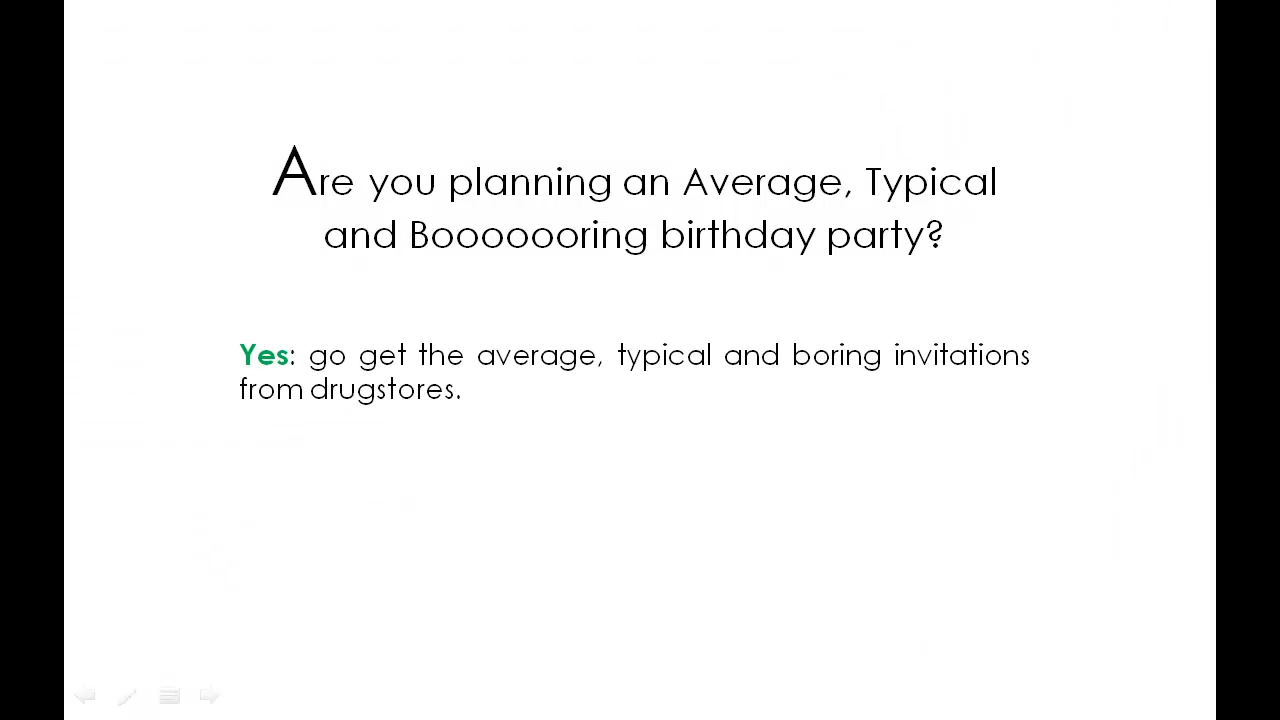 Are you planning an Average, Typical
and Booooooring birthday party?
Yes: go get the average, typical and boring invitations
from drugstores.